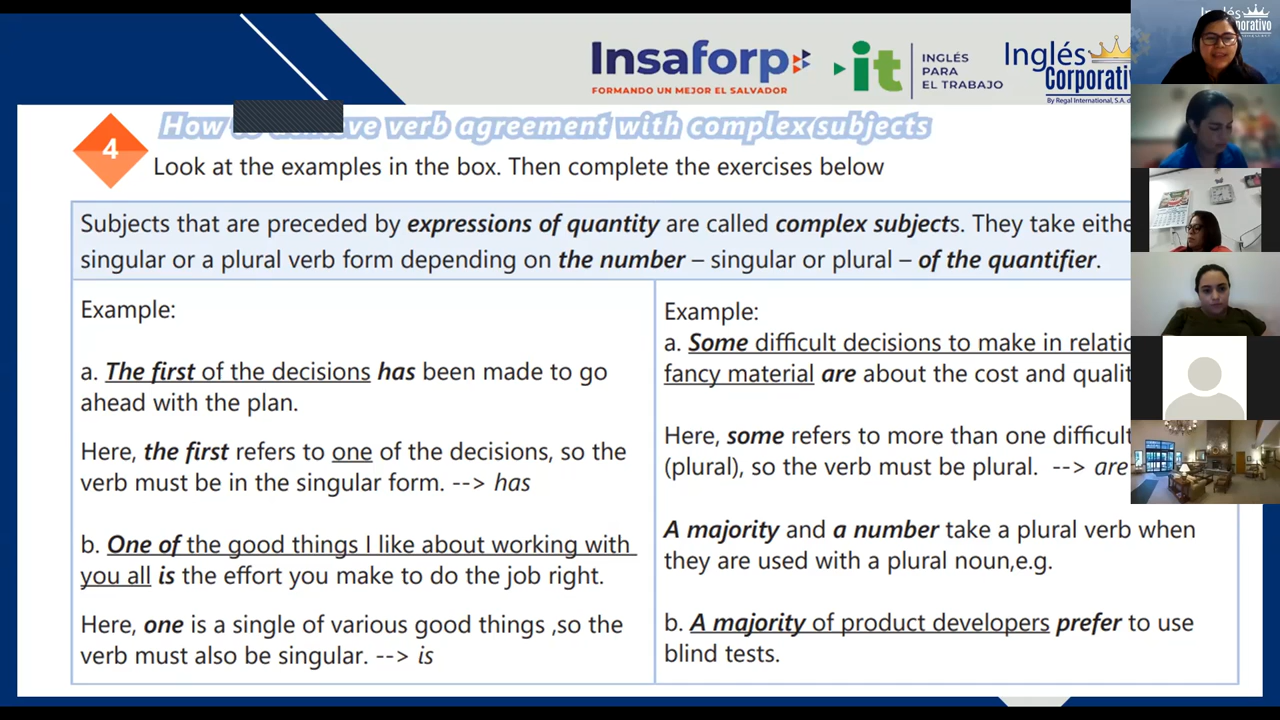 Insaforp
FORMANDO UN MEJOR EL SALVADOR
it
INGLÉS
PARA
EL TRABAJO
Inglés
Corporativ
By Regal International, S.A. d
Inglés
porativo
4
How verb agreement with complex subjects
Look at the examples in the box. Then complete the exercises below
Subjects that are preceded by expressions of quantity are called complex subjects. They take eithe
singular or a plural verb form depending on the number – singular or plural – of the quantifier.
Example:
a. The first of the decisions has been made to go
ahead with the plan.
Here, the first refers to one of the decisions, so the
verb must be in the singular form. --> has
b. One of the good things I like about working with
you all is the effort you make to do the job right.
Here, one is a single of various good things ,so the
verb must also be singular. --> is
Example:
a. Some difficult decisions to make in relatio
fancy material are about the cost and qualit
Here, some refers to more than one difficult
(plural), so the verb must be plural. --> are
A majority and a number take a plural verb when
they are used with a plural noun,e.g.
b. A majority of product developers prefer to use
blind tests.